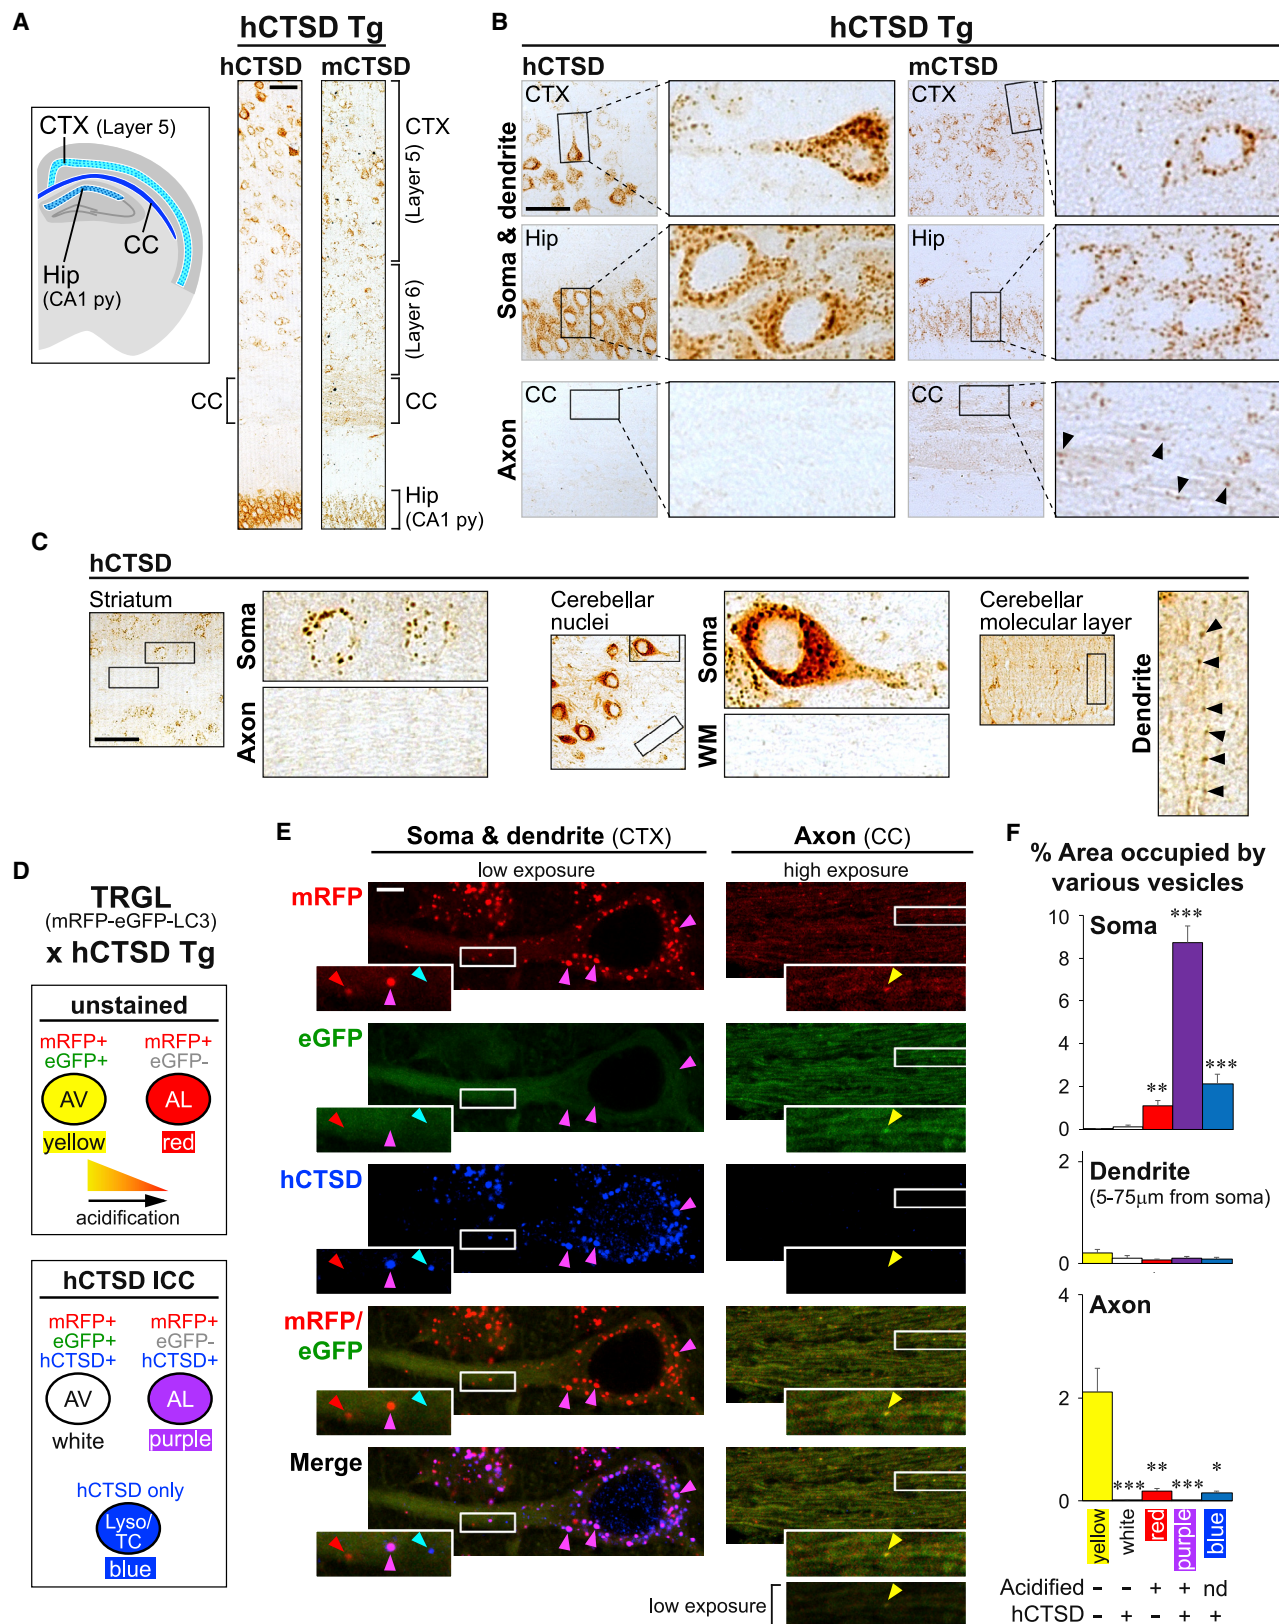 A
hCTSD Tg
hCTSD
mCTSD
CTX (Layer 5)
CC
Hip
(CA1 py)
CTX
(Layer 5)
(Layer 6)
CC
CC
Hip
(CA1 py)
B
hCTSD Tg
hCTSD
mCTSD
Soma & dendrite
CTX
CTX
Hip
Hip
Axon
CC
CC
C
hCTSD
Striatum
Soma
Axon
Cerebellar
nuclei
Soma
WM
Cerebellar
molecular layer
Dendrite
D
TRGL
(mRFP-eGFP-LC3)
x hCTSD Tg
unstained
mRFP+ mRFP+
eGFP+ eGFP-
AV AL
yellow red
acidification
hCTSD ICC
mRFP+ mRFP+
eGFP+ eGFP-
hCTSD+ hCTSD+
AV AL
white purple
hCTSD only
Lyso/
TC
blue
E
Soma & dendrite (CTX)
Axon (CC)
low exposure
high exposure
mRFP
eGFP
hCTSD
mRFP/
eGFP
Merge
low exposure
F
% Area occupied by
various vesicles
Soma
10
8
6
4
2
0
** *** ***
Dendrite
(5-75μm from soma)
2
0
Axon
4
2
0
*** ** *** *
yellow white red purple blue
Acidified - - + + nd
hCTSD - + - + +